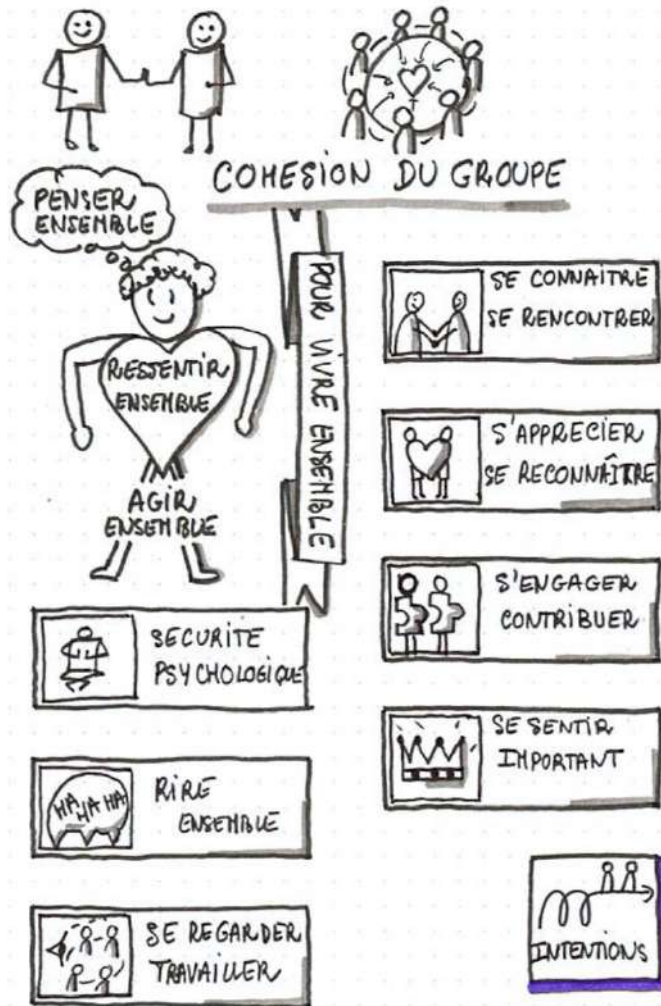 COHESION DU GROUPE
PENSER
ENSEMBLE
RESSENTIR
ENSEMBLE
AGIR
ENSEMBLE
POUR VIVRE ENSEMBLE
SE CONNAITRE
SE RENCONTRER
S'APPRECIER
SE RECONNAÎTRE
S'ENGAGER
CONTRIBUER
SE SENTIR
IMPORTANT
SECURITE
PSYCHOLOGIQUE
HA
HA HA
RIRE
ENSEMBLE
SE REGARDER
TRAVAILLER
INTENTIONS